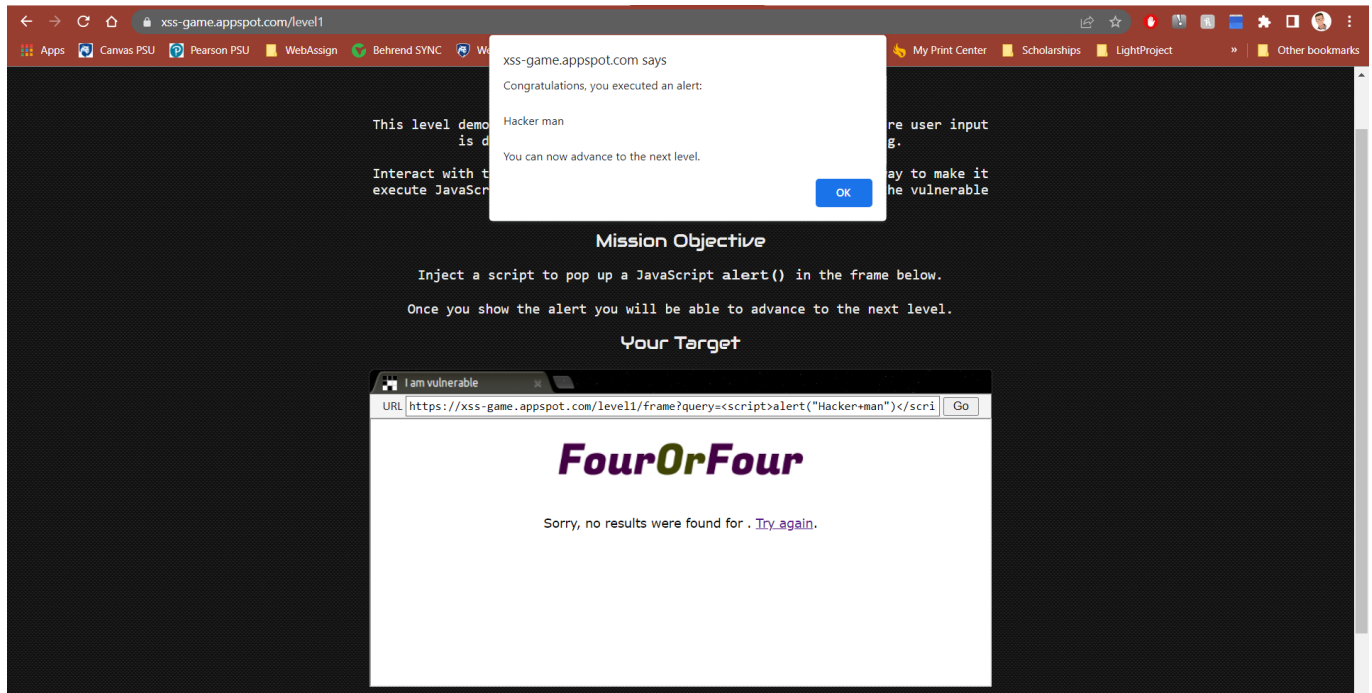 xss-game.appspot.com/level1
Apps Canvas PSU Pearson PSU WebAssign Behrend SYNC We My Print Center Scholarships LightProject » Other bookmarks
xss-game.appspot.com says
Congratulations, you executed an alert:
Hacker man
You can now advance to the next level.
OK
This level demo re user input
is d g.
Interact with t ay to make it
execute JavaScr he vulnerable
Mission Objective
Inject a script to pop up a JavaScript alert() in the frame below.
Once you show the alert you will be able to advance to the next level.
Your Target
I am vulnerable
URL https://xss-game.appspot.com/level1/frame?query=<script>alert("Hacker+man")</scri Go
FourOrFour
Sorry, no results were found for . Try again.